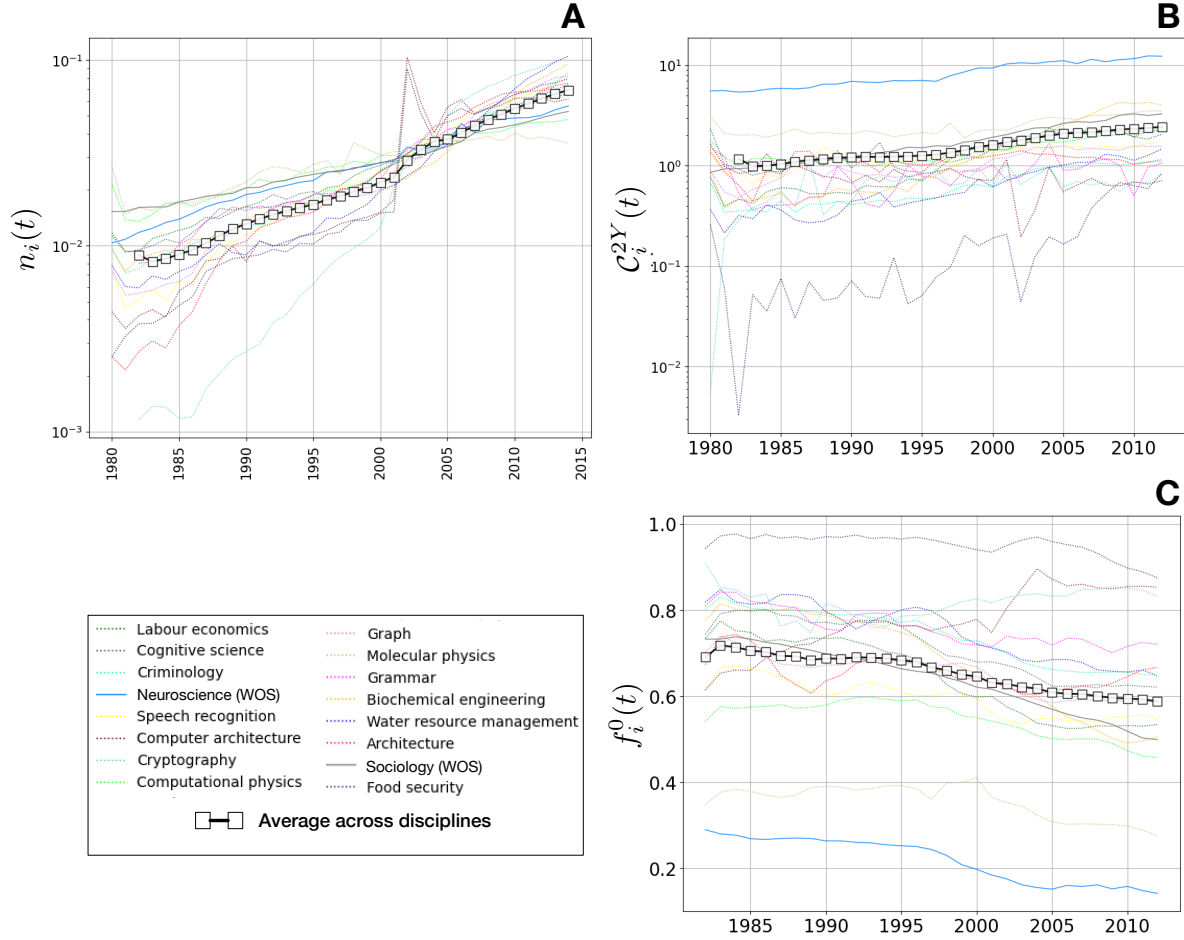 A
n_i(t)
10^{-1}
10^{-2}
10^{-3}
1980
1985
1990
1995
2000
2005
2010
2015
B
C_i^{2Y}(t)
10^1
10^0
10^{-1}
10^{-2}
1980
1985
1990
1995
2000
2005
2010
C
f_i^0(t)
1.0
0.8
0.6
0.4
0.2
1985
1990
1995
2000
2005
2010
Labour economics
Cognitive science
Criminology
Neuroscience (WOS)
Speech recognition
Computer architecture
Cryptography
Computational physics
Graph
Molecular physics
Grammar
Biochemical engineering
Water resource management
Architecture
Sociology (WOS)
Food security
Average across disciplines